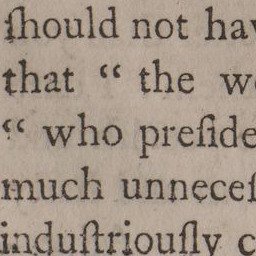 ſhould not hav
that “ the w
“ who preſide
much unneceſ
induſtriouſly c